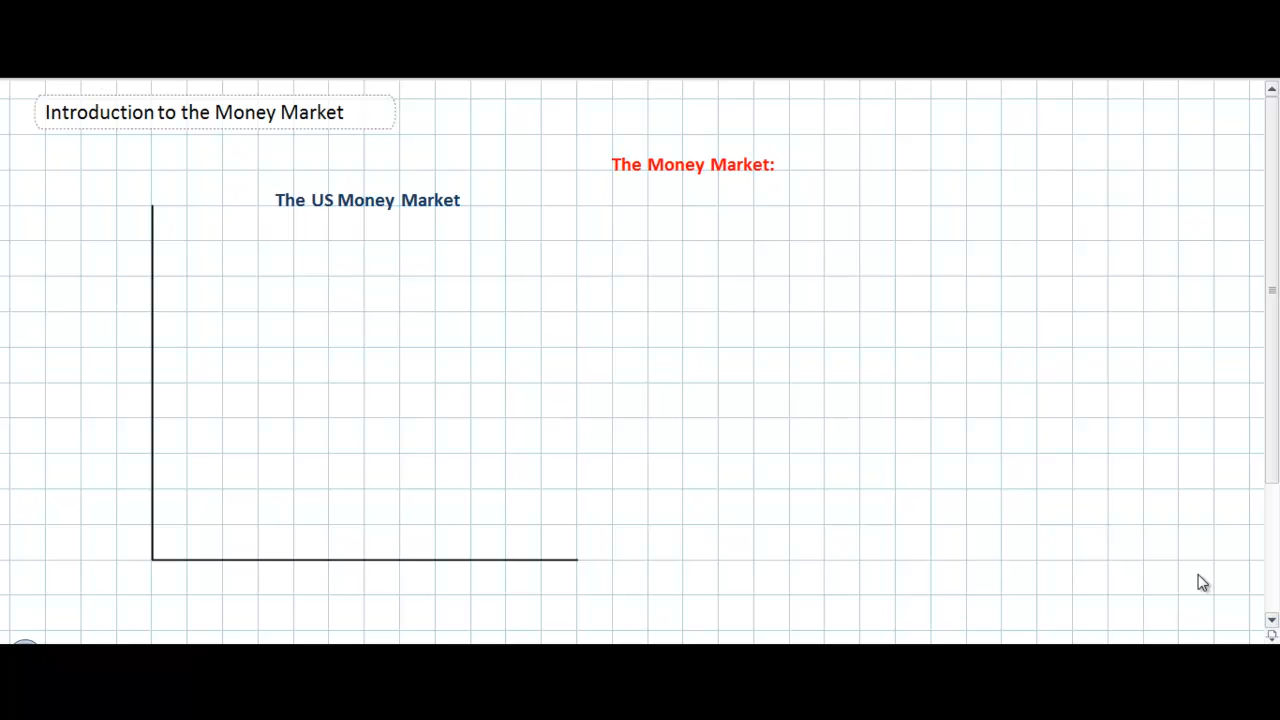 Introduction to the Money Market
The Money Market:
The US Money Market